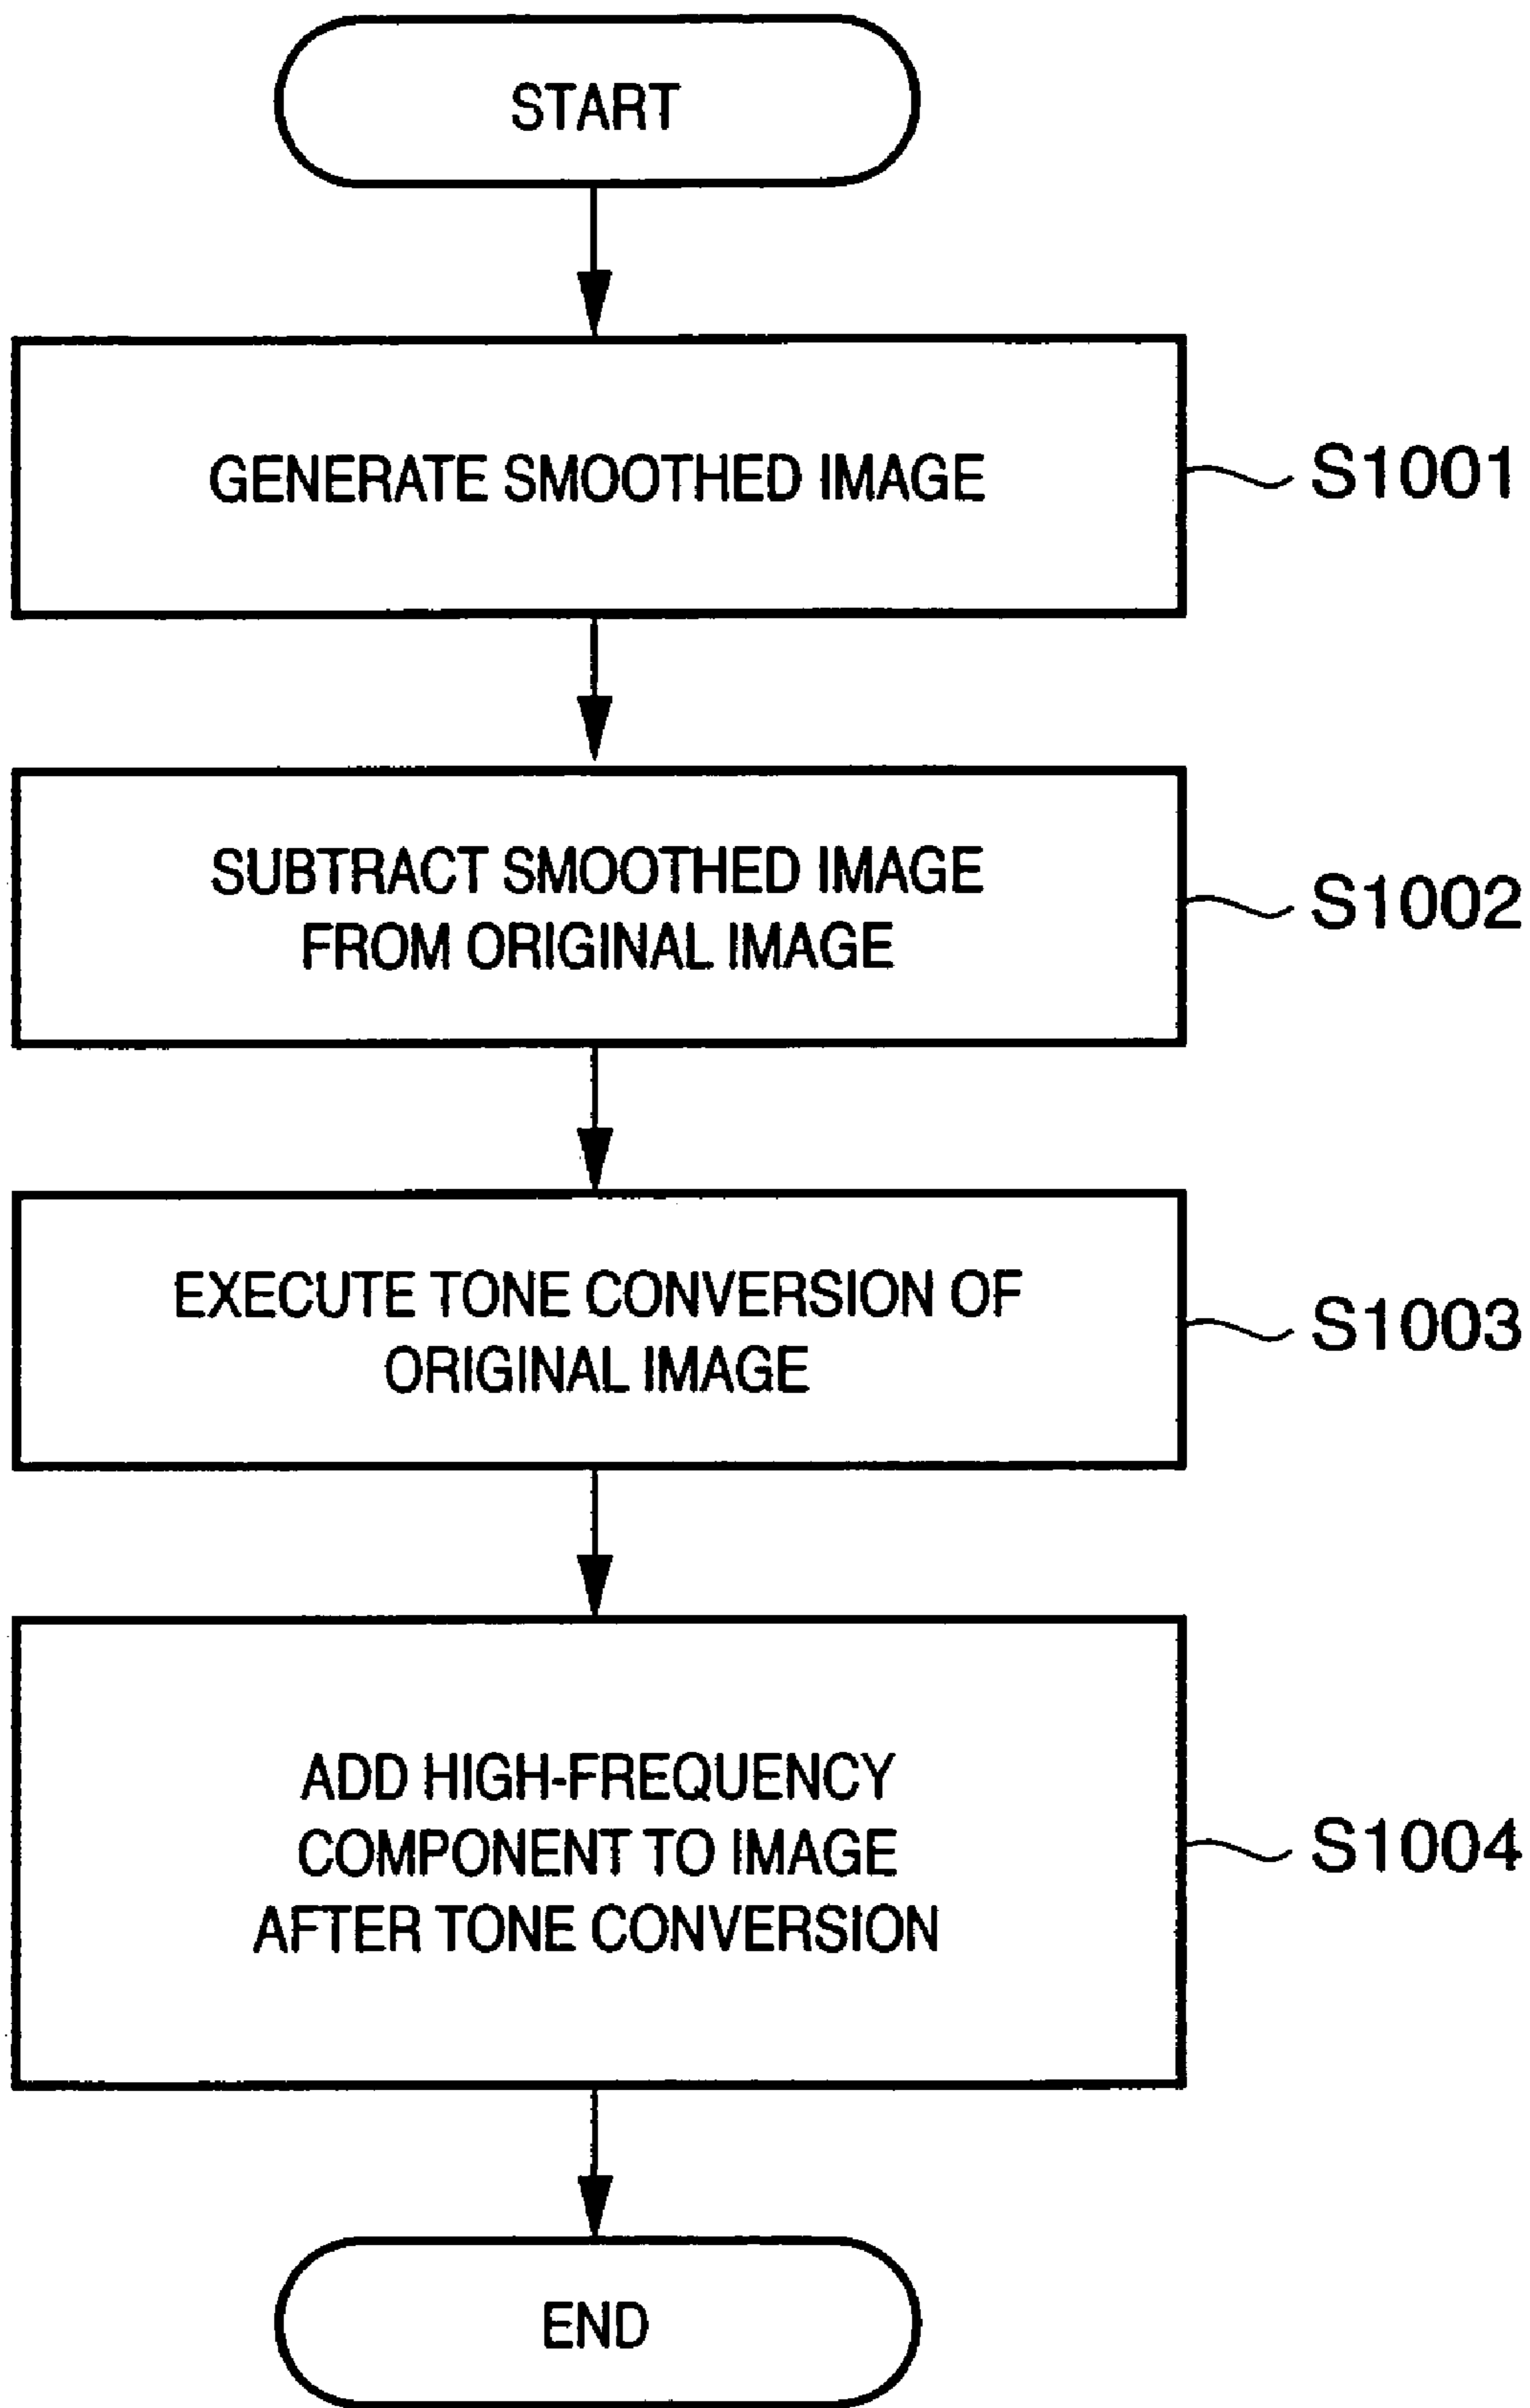 START
GENERATE SMOOTHED IMAGE
S1001
SUBTRACT SMOOTHED IMAGE
FROM ORIGINAL IMAGE
S1002
EXECUTE TONE CONVERSION OF
ORIGINAL IMAGE
S1003
ADD HIGH-FREQUENCY
COMPONENT TO IMAGE
AFTER TONE CONVERSION
S1004
END